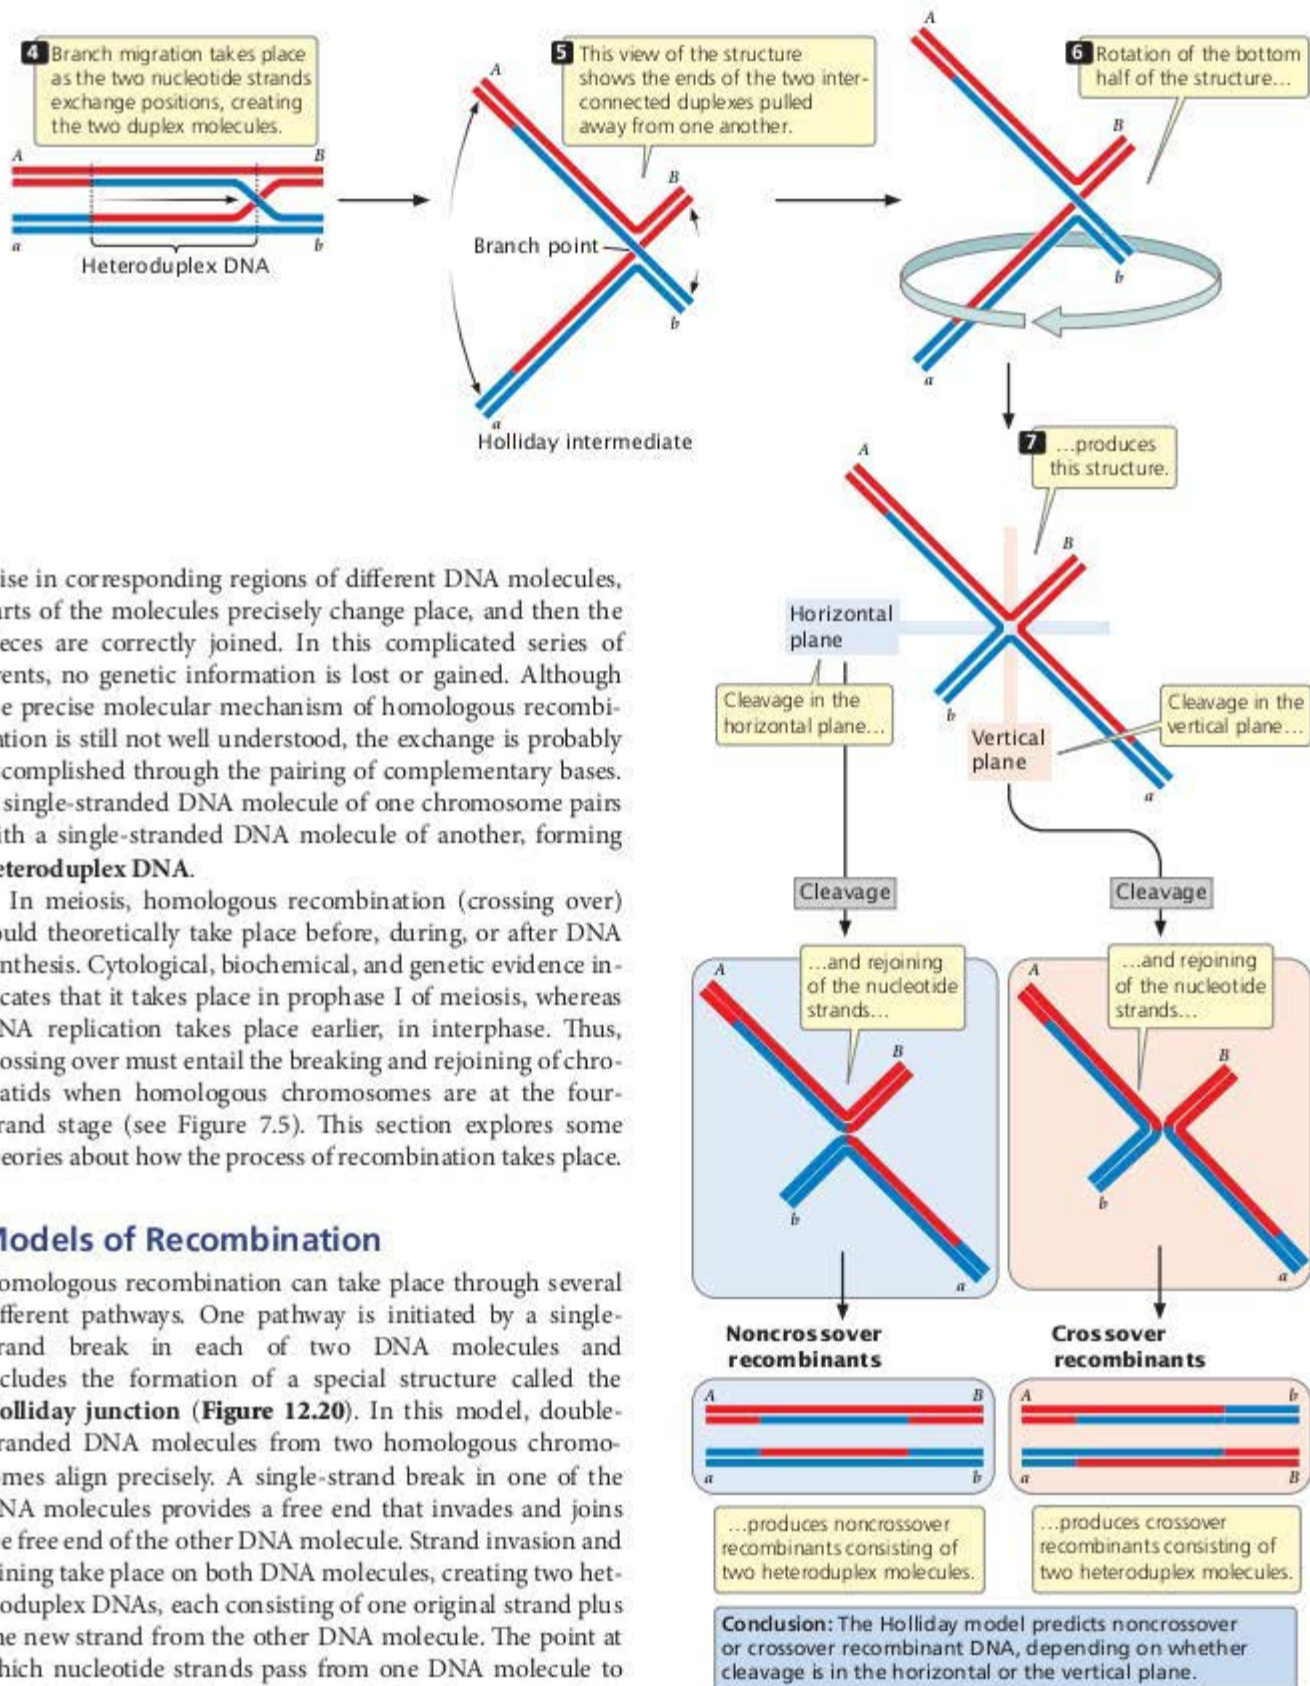 4 Branch migration takes place
as the two nucleotide strands
exchange positions, creating
the two duplex molecules.
A B
a b
Heteroduplex DNA
5 This view of the structure
shows the ends of the two inter-
connected duplexes pulled
away from one another.
A
B
Branch point
b
a
Holliday intermediate
6 Rotation of the bottom
half of the structure…
A
B
b
a
7 …produces
this structure.
A
B
Horizontal
plane
b
Vertical
plane
a
Cleavage in the
horizontal plane…
Cleavage in the
vertical plane…
Cleavage
Cleavage
A
…and rejoining
of the nucleotide
strands…
B
b
a
A
…and rejoining
of the nucleotide
strands…
B
b
a
Noncrossover
recombinants
Crossover
recombinants
A B
a b
A b
a B
…produces noncrossover
recombinants consisting of
two heteroduplex molecules.
…produces crossover
recombinants consisting of
two heteroduplex molecules.
Conclusion: The Holliday model predicts noncrossover
or crossover recombinant DNA, depending on whether
cleavage is in the horizontal or the vertical plane.
ise in corresponding regions of different DNA molecules,
arts of the molecules precisely change place, and then the
eces are correctly joined. In this complicated series of
ents, no genetic information is lost or gained. Although
e precise molecular mechanism of homologous recombi-
ation is still not well understood, the exchange is probably
complished through the pairing of complementary bases.
single-stranded DNA molecule of one chromosome pairs
ith a single-stranded DNA molecule of another, forming
eteroduplex DNA.
In meiosis, homologous recombination (crossing over)
ould theoretically take place before, during, or after DNA
nthesis. Cytological, biochemical, and genetic evidence in-
cates that it takes place in prophase I of meiosis, whereas
NA replication takes place earlier, in interphase. Thus,
ossing over must entail the breaking and rejoining of chro-
atids when homologous chromosomes are at the four-
rand stage (see Figure 7.5). This section explores some
eories about how the process of recombination takes place.
Models of Recombination
omologous recombination can take place through several
fferent pathways. One pathway is initiated by a single-
rand break in each of two DNA molecules and
cludes the formation of a special structure called the
olliday junction (Figure 12.20). In this model, double-
randed DNA molecules from two homologous chromo-
omes align precisely. A single-strand break in one of the
NA molecules provides a free end that invades and joins
e free end of the other DNA molecule. Strand invasion and
ining take place on both DNA molecules, creating two het-
oduplex DNAs, each consisting of one original strand plus
ne new strand from the other DNA molecule. The point at
hich nucleotide strands pass from one DNA molecule to